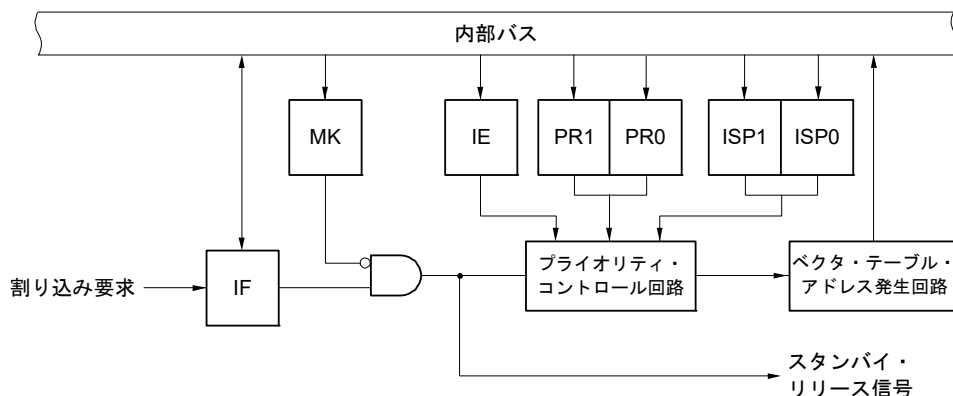 内部バス
MK
IE
PR1
PR0
ISP1
ISP0
割り込み要求
IF
プライオリティ・
コントロール回路
ベクタ・テーブル・
アドレス発生回路
スタンバイ・
リリース信号